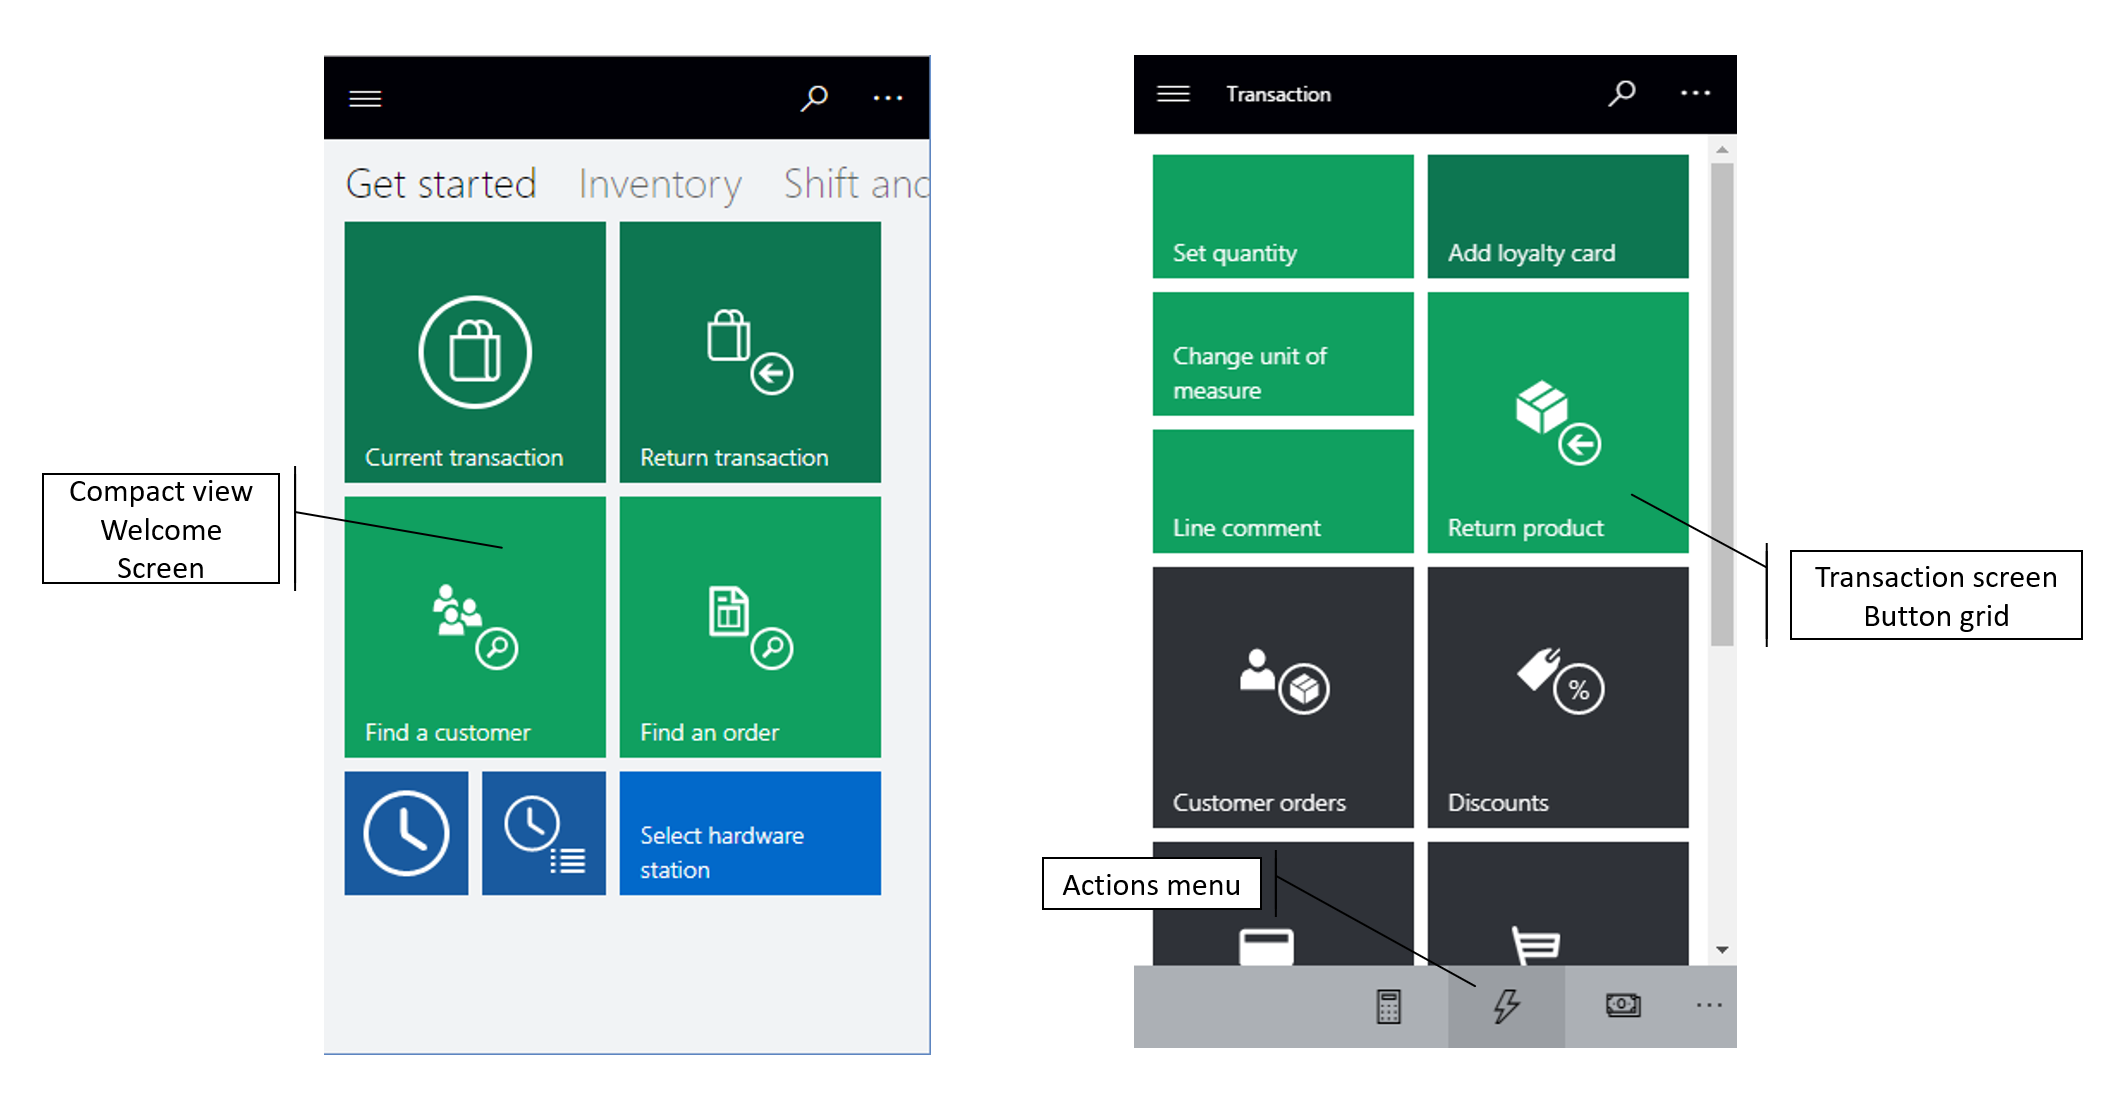 Get started Inventory Shift and
Current transaction
Return transaction
Compact view
Welcome
Screen
Find a customer
Find an order
Select hardware
station
Transaction
Set quantity
Add loyalty card
Change unit of
measure
Line comment
Return product
Transaction screen
Button grid
%
Customer orders
Discounts
Actions menu